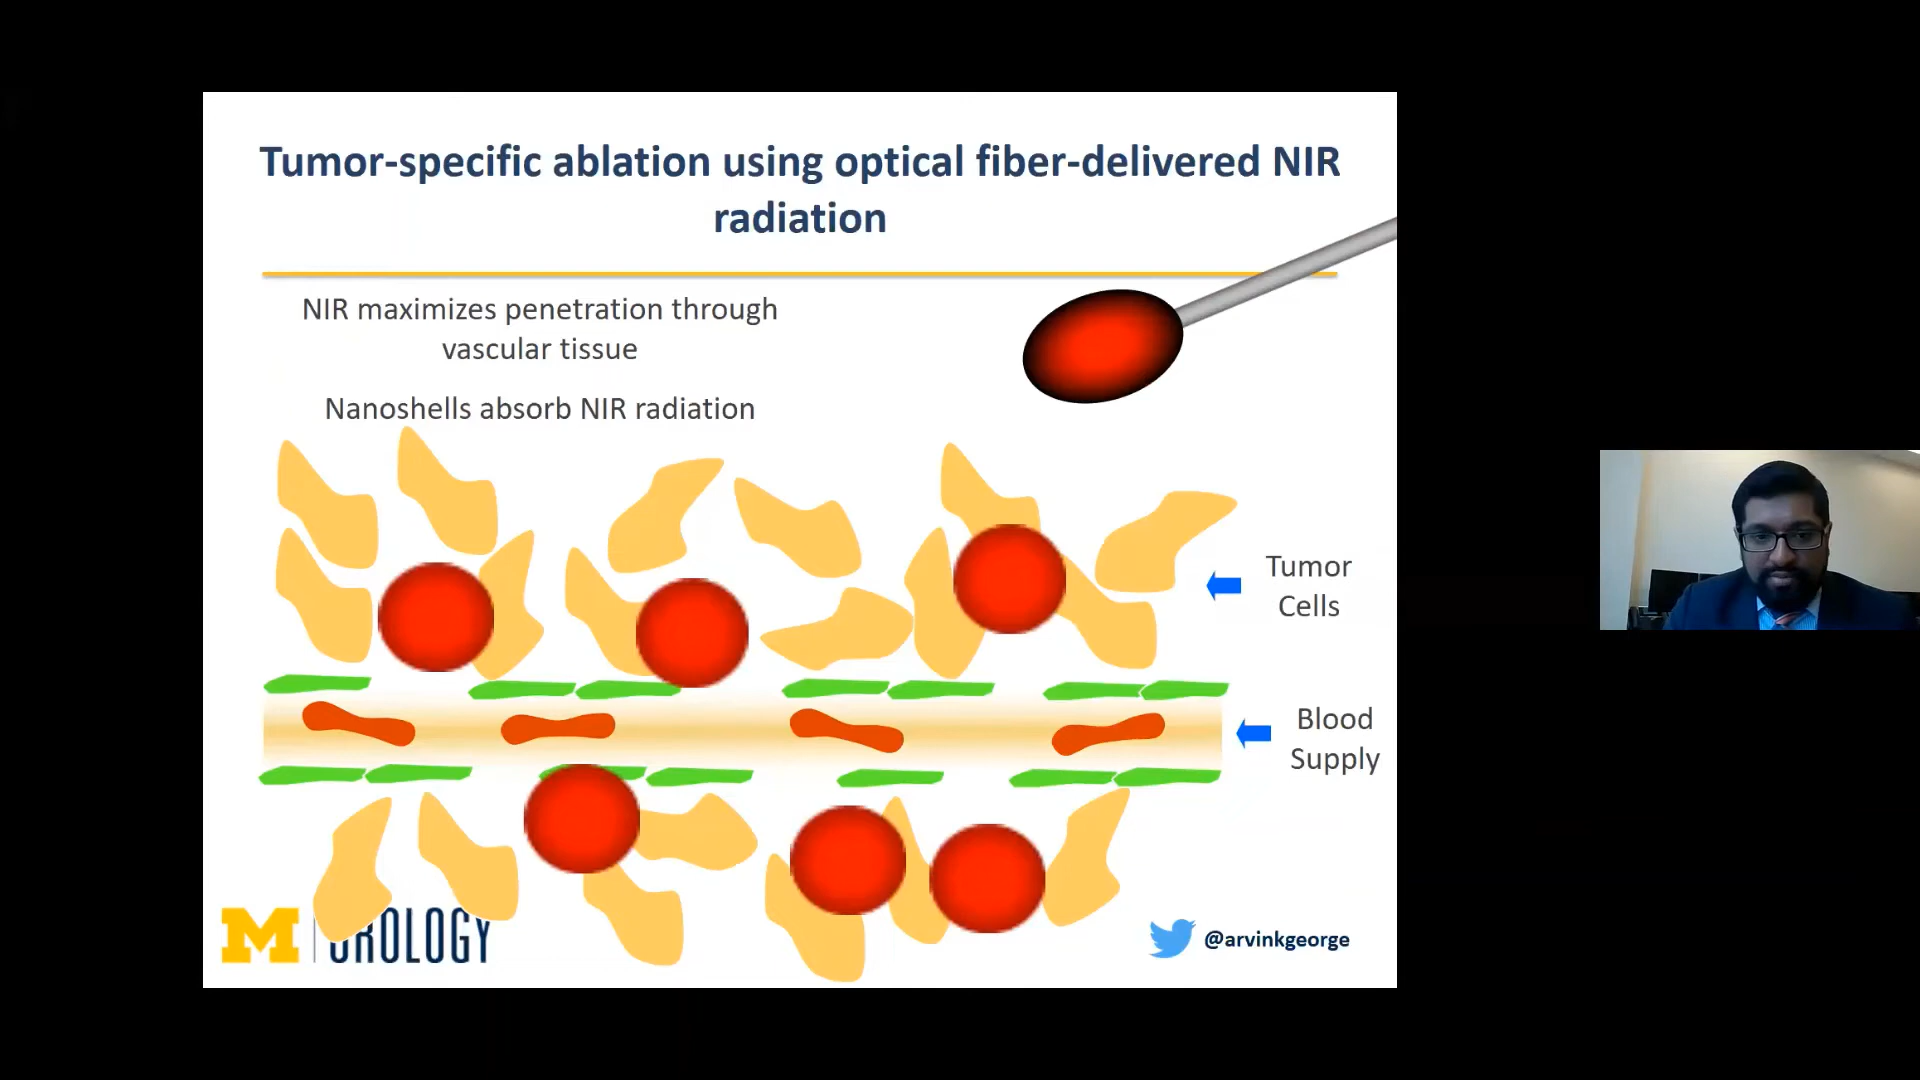 Tumor-specific ablation using optical fiber-delivered NIR
radiation
NIR maximizes penetration through
vascular tissue
Nanoshells absorb NIR radiation
Tumor
Cells
Blood
Supply
M | UROLOGY
@arvinkgeorge